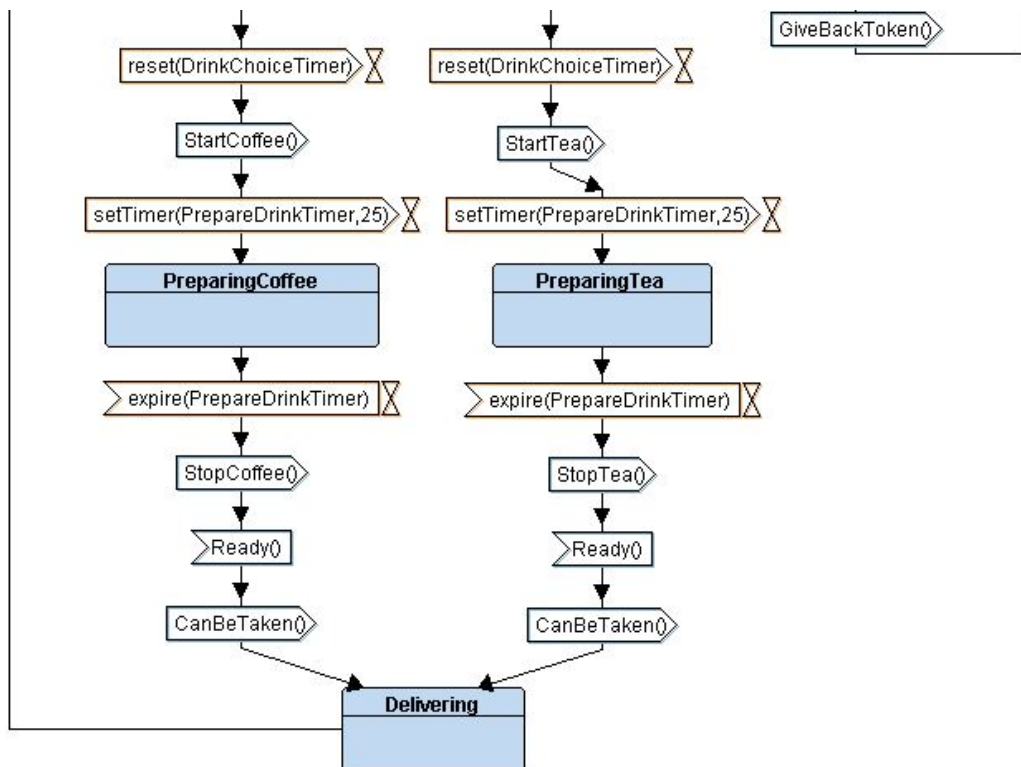 GiveBackToken()
reset(DrinkChoiceTimer)
reset(DrinkChoiceTimer)
StartCoffee()
StartTea()
setTimer(PrepareDrinkTimer,25)
setTimer(PrepareDrinkTimer,25)
PreparingCoffee
PreparingTea
expire(PrepareDrinkTimer)
expire(PrepareDrinkTimer)
StopCoffee()
StopTea()
Ready()
Ready()
CanBeTaken()
CanBeTaken()
Delivering